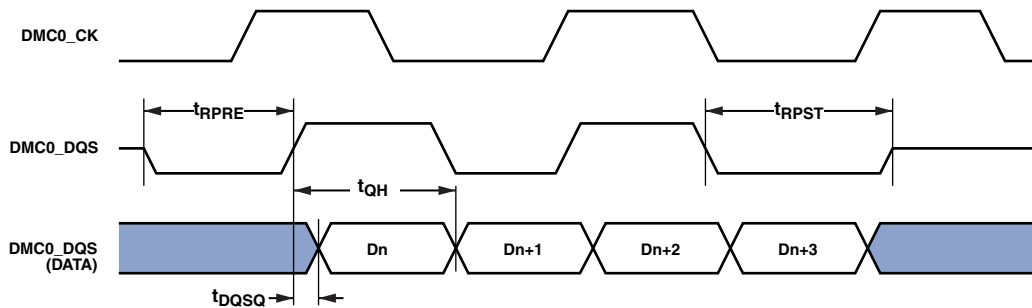 DMC0_CK
tRPRE
tRPST
DMC0_DQS
tQH
DMC0_DQS
(DATA)
Dn
Dn+1
Dn+2
Dn+3
tDQSQ